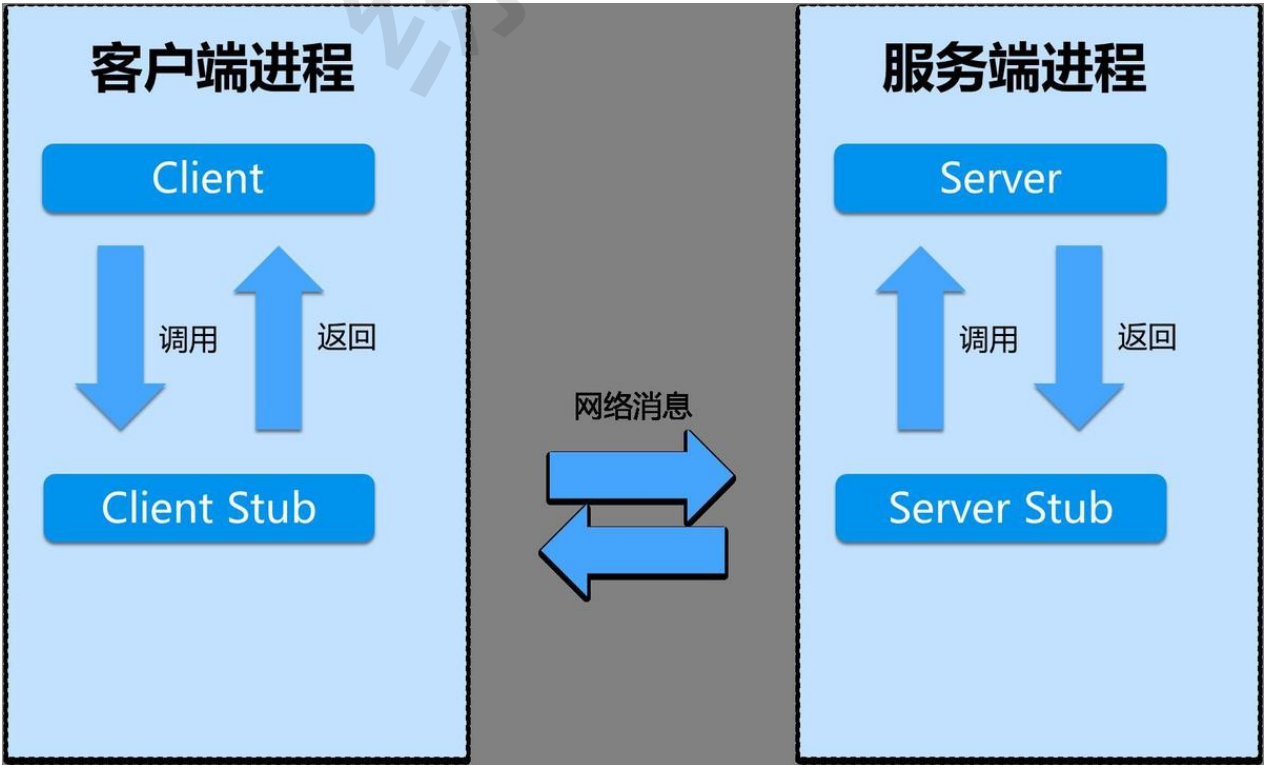 客户端进程
Client
调用
返回
Client Stub
网络消息
服务端进程
Server
调用
返回
Server Stub